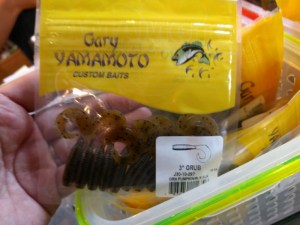 Gary
YAMAMOTO
CUSTOM BAITS
3" GRUB